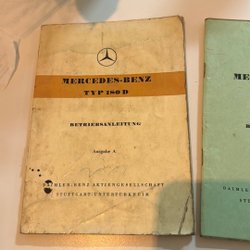 MERCEDES-BENZ
TYP 180 D
BETRIEBSANLEITUNG
Ausgabe A
DAIMLER-BENZ AKTIENGESELLSCHAFT
STUTTGART-UNTERTÜRKHEIM